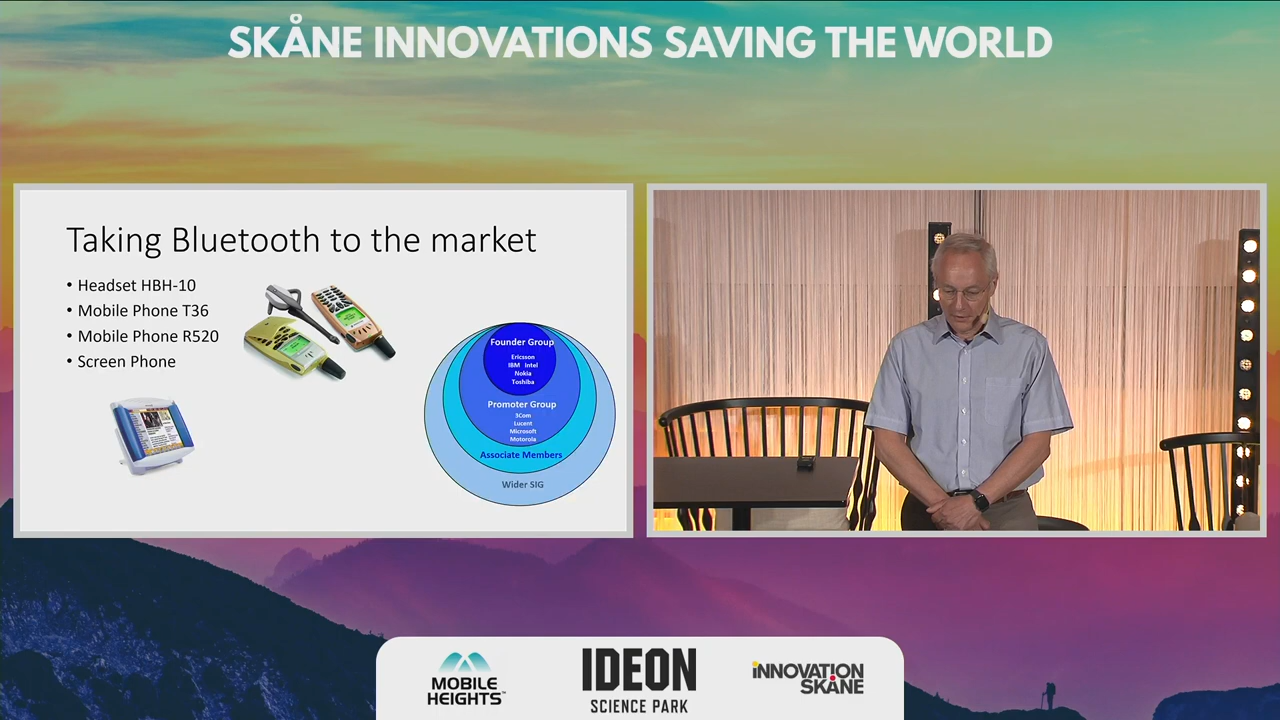 SKÅNE INNOVATIONS SAVING THE WORLD
Taking Bluetooth to the market
• Headset HBH-10
• Mobile Phone T36
• Mobile Phone R520
• Screen Phone
Founder Group
Ericsson
IBM Intel
Nokia
Toshiba
Promoter Group
3Com
Lucent
Microsoft
Motorola
Associate Members
Wider SIG
MOBILE
HEIGHTS™
IDEON
SCIENCE PARK
INNOVATION
SKÅNE